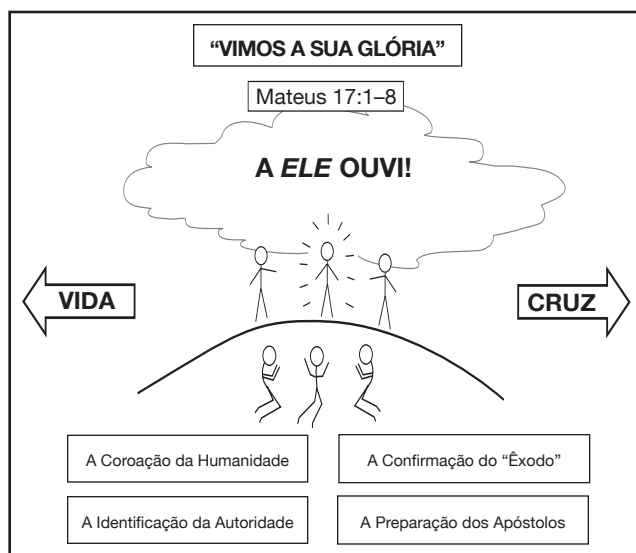 “VIMOS A SUA GLÓRIA”
Mateus 17:1–8
A ELE OUVI!
VIDA
CRUZ
A Coroação da Humanidade
A Confirmação do “Êxodo”
A Identificação da Autoridade
A Preparação dos Apóstolos